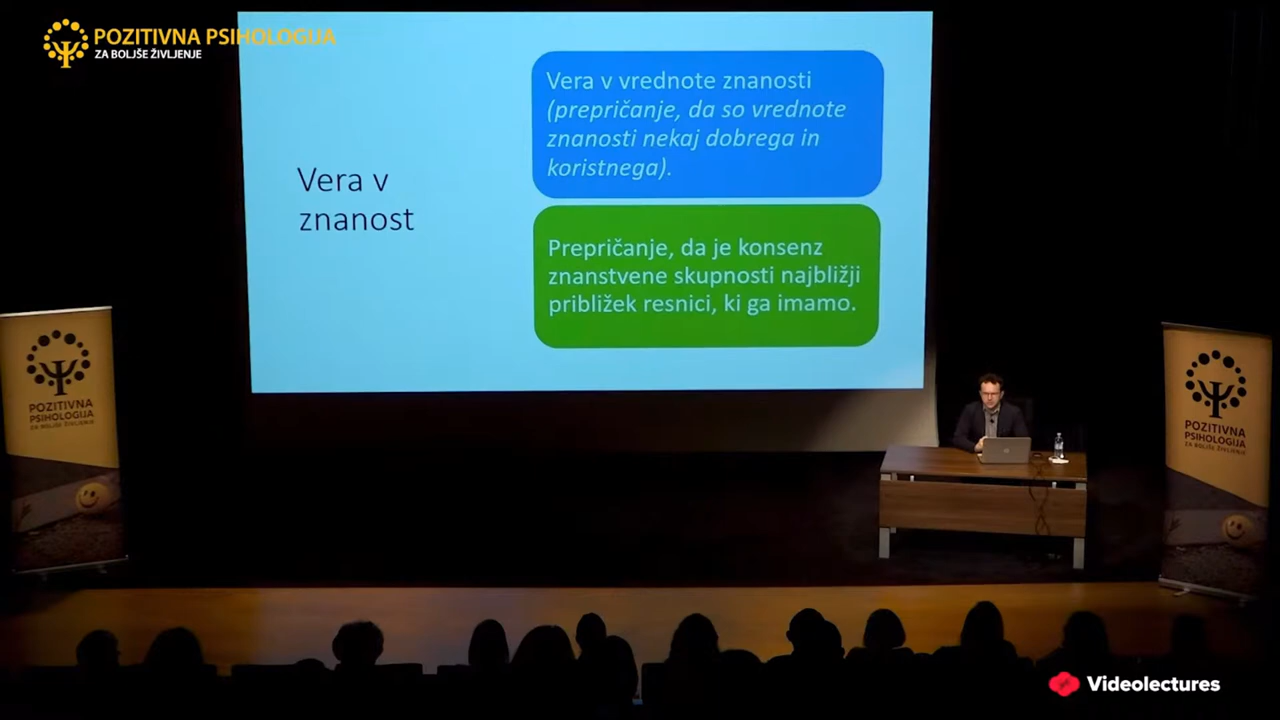 POZITIVNA PSIHOLOGIJA
ZA BOLJŠE ŽIVLJENJE
Vera v
znanost
Vera v vrednote znanosti
(prepričanje, da so vrednote
znanosti nekaj dobrega in
koristnega).
Prepričanje, da je konsenz
znanstvene skupnosti najbližji
približek resnici, ki ga imamo.
POZITIVNA
PSIHOLOGIJA
ZA BOLJŠE ŽIVLJENJE
POZITIVNA
PSIHOLOGIJA
ZA BOLJŠE ŽIVLJENJE
Videolectures